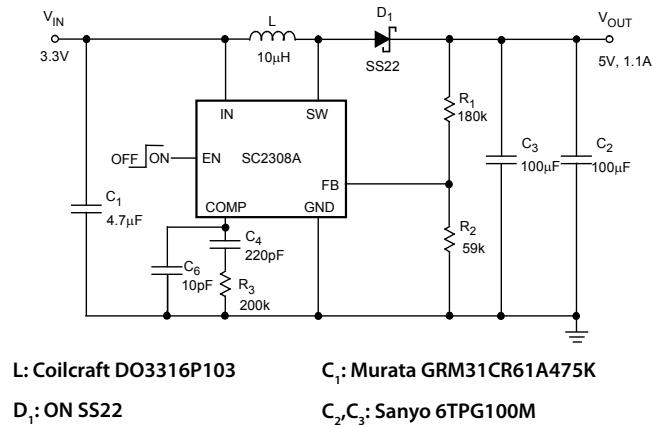 D1
VIN
L
VOUT
3.3V
10μH
SS22
5V, 1.1A
R1
180k
IN
SW
C3
C2
OFF
ON
EN
SC2308A
100μF
100μF
FB
C1
4.7μF
COMP
GND
R2
59k
C4
220pF
C6
10pF
R3
200k
L: Coilcraft DO3316P103
C1: Murata GRM31CR61A475K
D1: ON SS22
C2,C3: Sanyo 6TPG100M